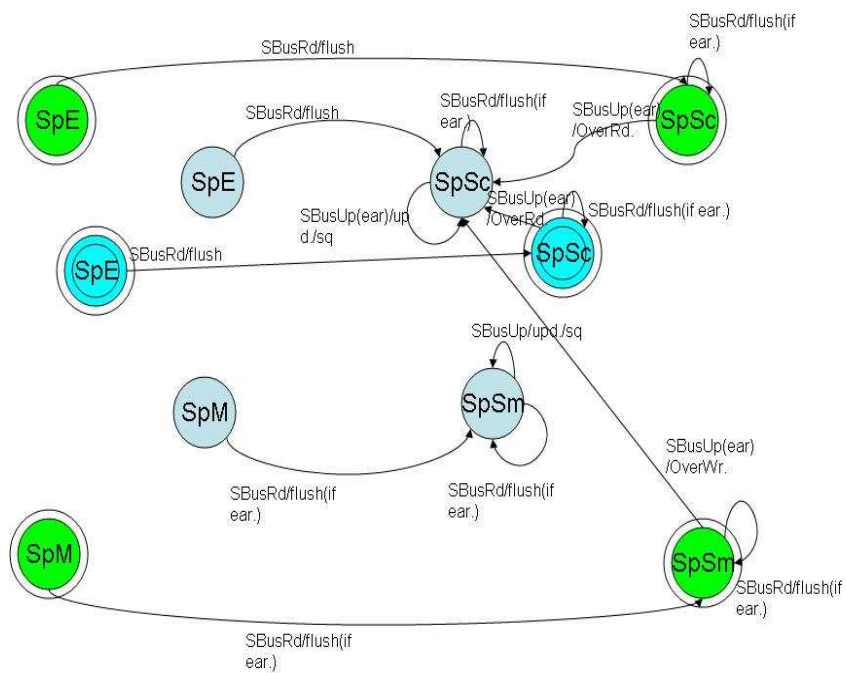 SBusRd/flush(if
ear.)
SBusRd/flush
SpE
SpSc
SBusRd/flush
SBusRd/flush(if
ear.)
SBusUp(ear)
/OverRd.
SpE
SpSc
SBusUp(ear)
/OverRd.
SBusUp(ear)/up
d./sq
SBusRd/flush(if ear.)
SpE
SBusRd/flush
SpSc
SBusUp/upd./sq
SpM
SpSm
SBusUp(ear)
/OverWr.
SBusRd/flush(if
ear.)
SBusRd/flush(if
ear.)
SpM
SpSm
SBusRd/flush(if
ear.)
SBusRd/flush(if
ear.)